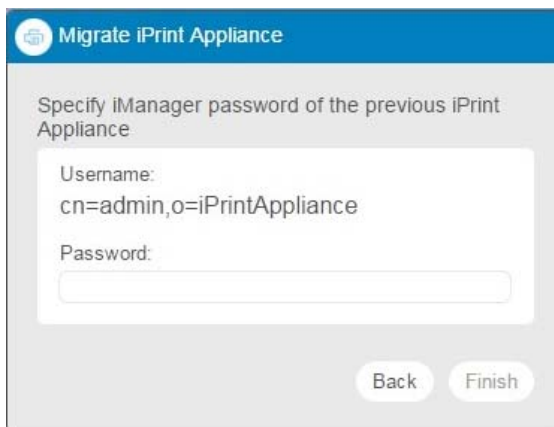 Migrate iPrint Appliance
Specify iManager password of the previous iPrint
Appliance
Username:
cn=admin,o=iPrintAppliance
Password:
Back Finish